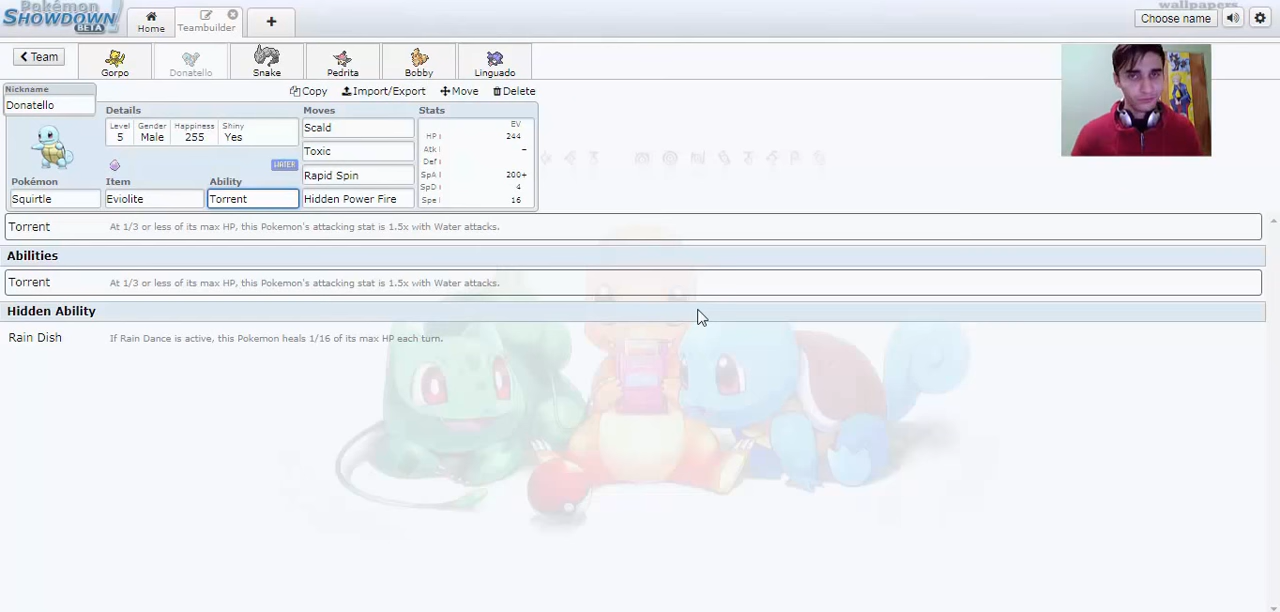 wallpapers
Pokémon
SHOWDOWN
BETA
Home
Teambuilder
+
Choose name
Team
Gorpo
Donatello
Snake
Pedrita
Bobby
Linguado
Nickname
Donatello
Copy
Import/Export
Move
Delete
Details
Level Gender Happiness Shiny
5 Male 255 Yes
WATER
Pokémon Item Ability
Squirtle Eviolite Torrent
Moves
Scald
Toxic
Rapid Spin
Hidden Power Fire
Stats
EV
HP 244
Atk -
Def
SpA 200+
SpD 4
Spe 16
Torrent At 1/3 or less of its max HP, this Pokemon's attacking stat is 1.5x with Water attacks.
Abilities
Torrent At 1/3 or less of its max HP, this Pokemon's attacking stat is 1.5x with Water attacks.
Hidden Ability
Rain Dish If Rain Dance is active, this Pokemon heals 1/16 of its max HP each turn.